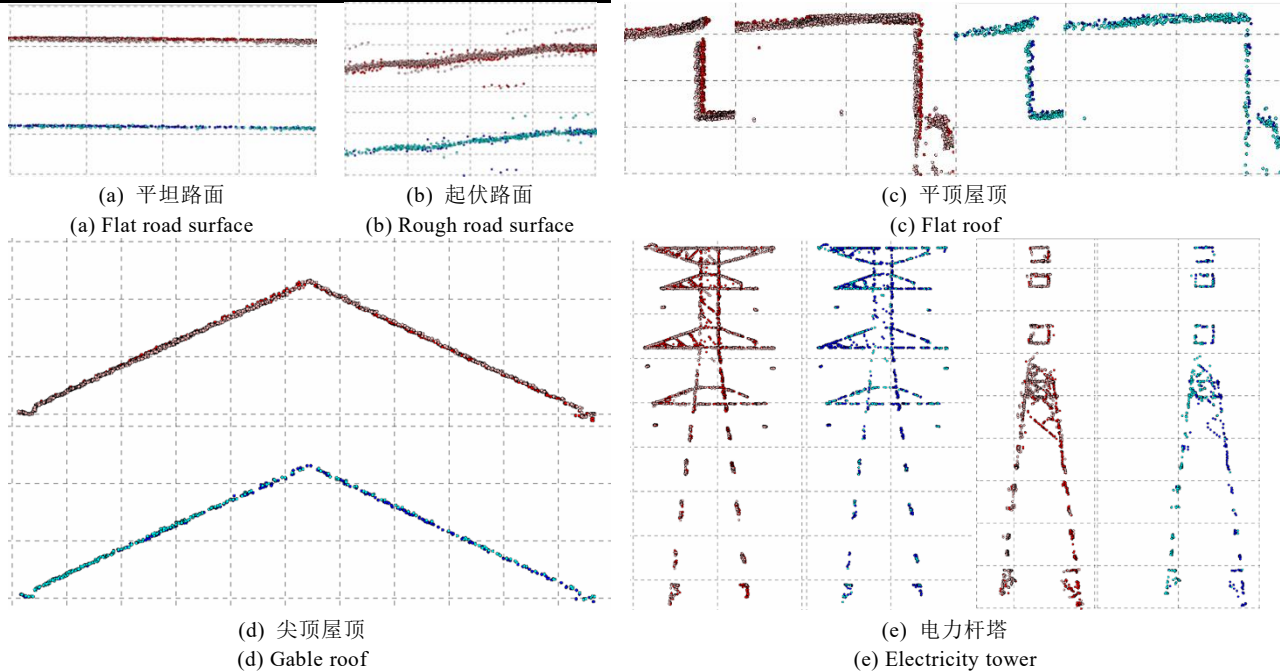 (a) 平坦路面
(a) Flat road surface
(b) 起伏路面
(b) Rough road surface
(c) 平顶屋顶
(c) Flat roof
(d) 尖顶屋顶
(d) Gable roof
(e) 电力杆塔
(e) Electricity tower